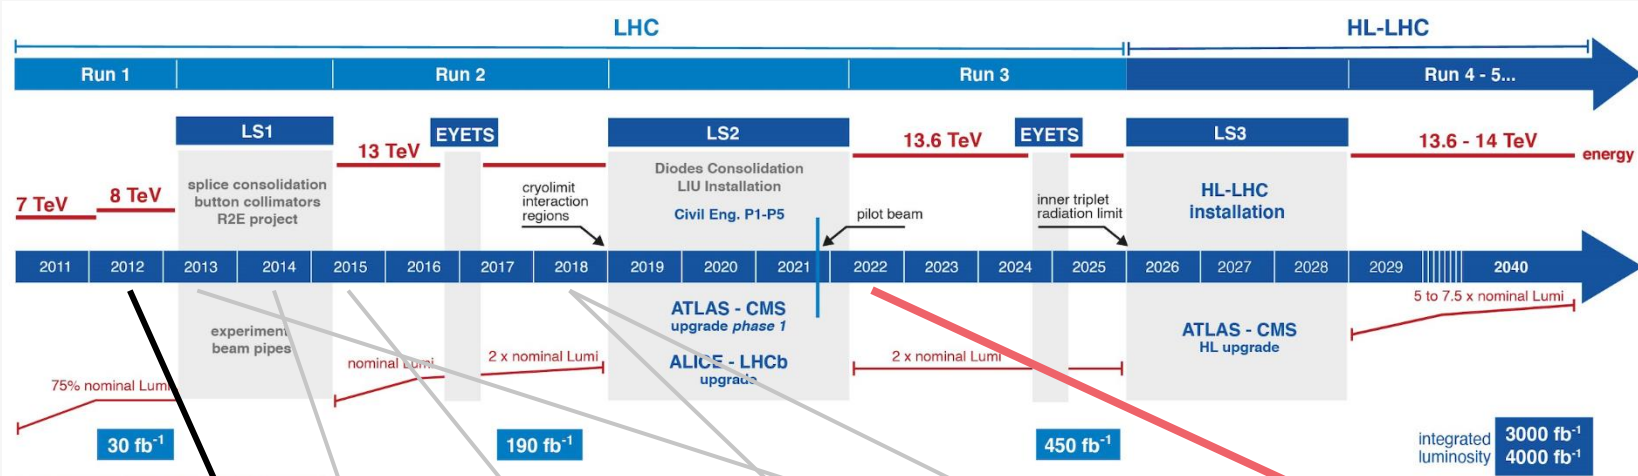 LHC
HL-LHC
Run 1
Run 2
Run 3
Run 4 - 5...
LS1
EYETS
LS2
EYETS
LS3
13 TeV
13.6 TeV
13.6 - 14 TeV
energy
7 TeV
8 TeV
splice consolidation
button collimators
R2E project
cryolimit
interaction
regions
Diodes Consolidation
LIU Installation
Civil Eng. P1-P5
pilot beam
inner triplet
radiation limit
HL-LHC
installation
2011
2012
2013
2014
2015
2016
2017
2018
2019
2020
2021
2022
2023
2024
2025
2026
2027
2028
2029
2040
experiment
beam pipes
ATLAS - CMS
upgrade phase 1
ALICE - LHCb
upgrade
ATLAS - CMS
HL upgrade
5 to 7.5 x nominal Lumi
75% nominal Lumi
nominal Lumi
2 x nominal Lumi
2 x nominal Lumi
30 fb⁻¹
190 fb⁻¹
450 fb⁻¹
integrated
luminosity
3000 fb⁻¹
4000 fb⁻¹